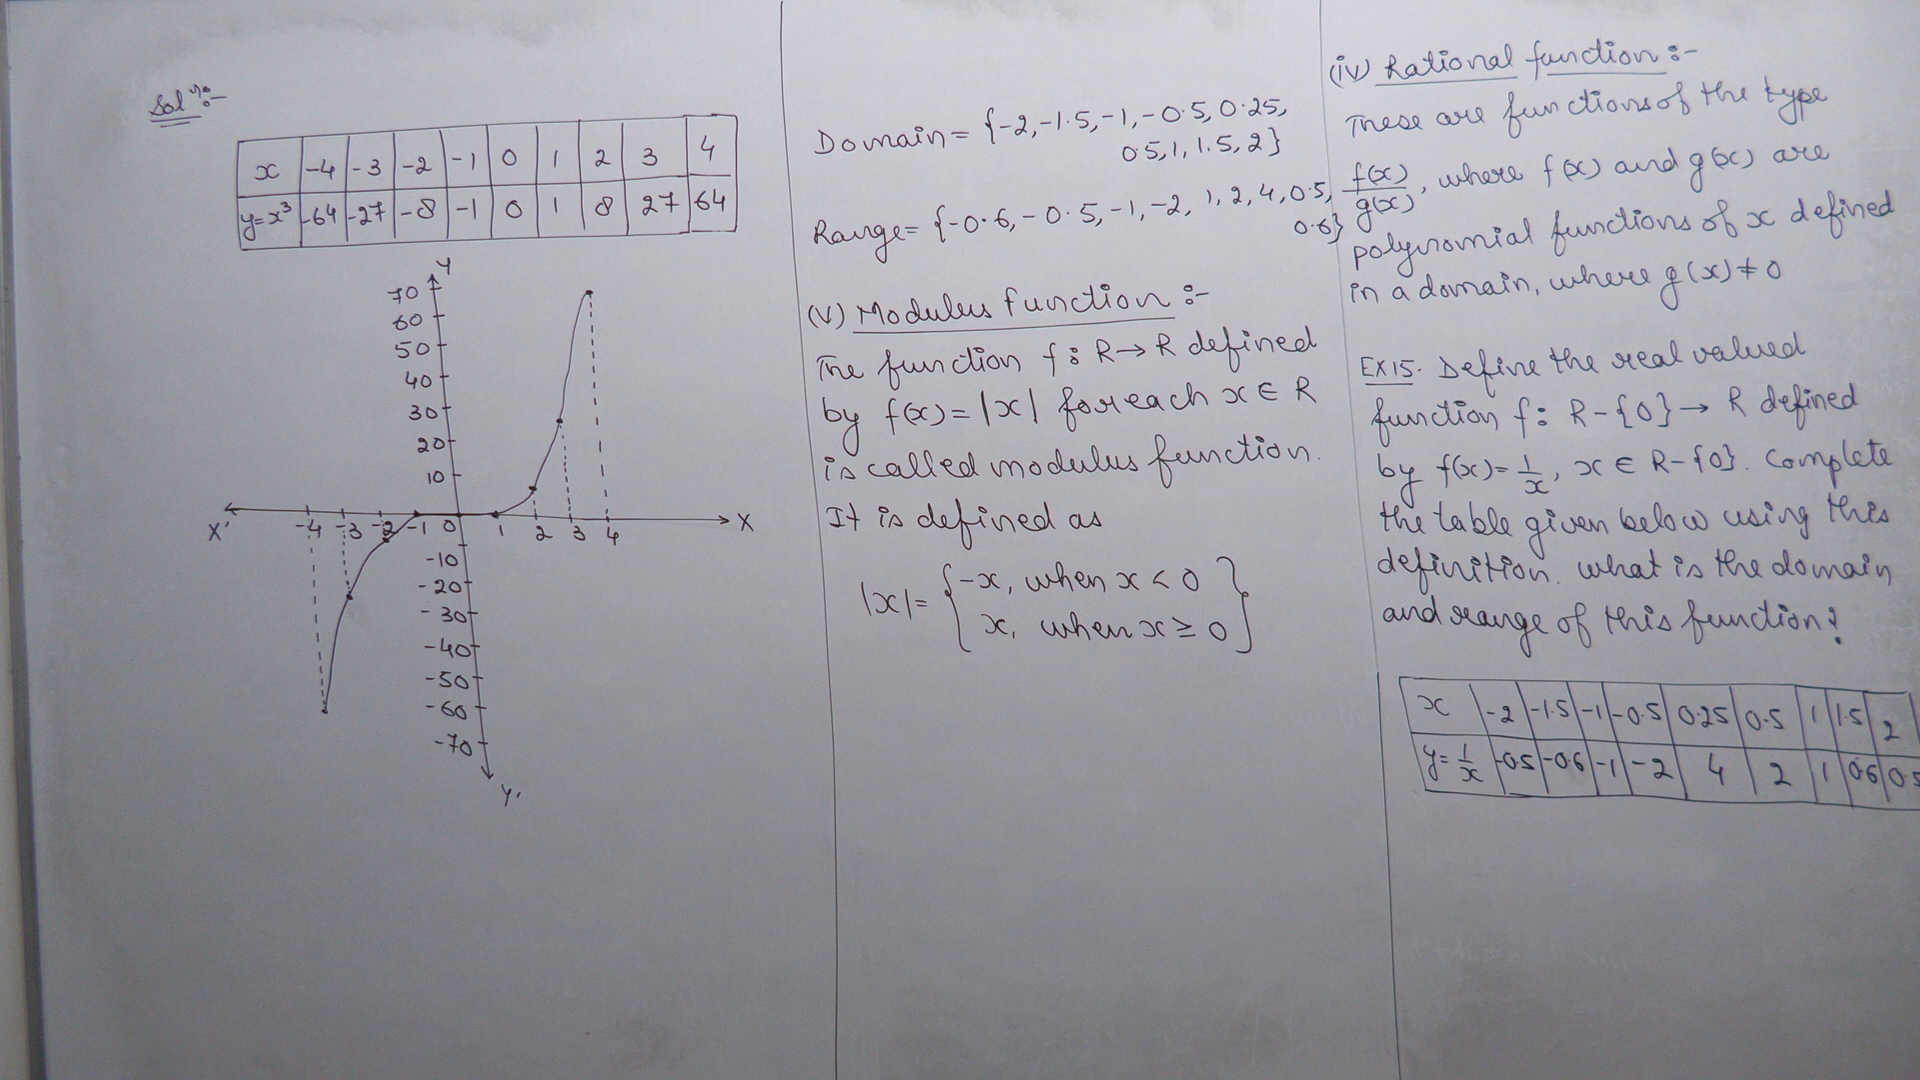 Solⁿ:-
x -4 -3 -2 -1 0 1 2 3 4
y=x³ -64 -27 -8 -1 0 1 8 27 64
Y
70
60
50
40
30
20
10
X' -4 -3 -2 -1 0 1 2 3 4 X
-10
-20
-30
-40
-50
-60
-70
Y'
Domain= {-2,-1.5,-1,-0.5,0.25,
0.5,1,1.5,2}
Range= {-0.6,-0.5,-1,-2,1,2,4,0.5,
0.6}
(v) Modulus function :-
The function f: R→R defined
by f(x)=|x| for each x∈R
is called modulus function.
It is defined as
|x|= {-x, when x<0
x, when x≥0}
(iv) Rational function :-
These are functions of the type
f(x)/g(x), where f(x) and g(x) are
polynomial functions of x defined
in a domain, where g(x)≠0
EX15. Define the real valued
function f: R-{0}→R defined
by f(x)=1/x, x∈R-{0}. Complete
the table given below using this
definition. what is the domain
and range of this function?
x -2 -1.5 -1 -0.5 0.25 0.5 1 1.5 2
y=1/x -0.5 -0.6 -1 -2 4 2 1 0.6 0.5